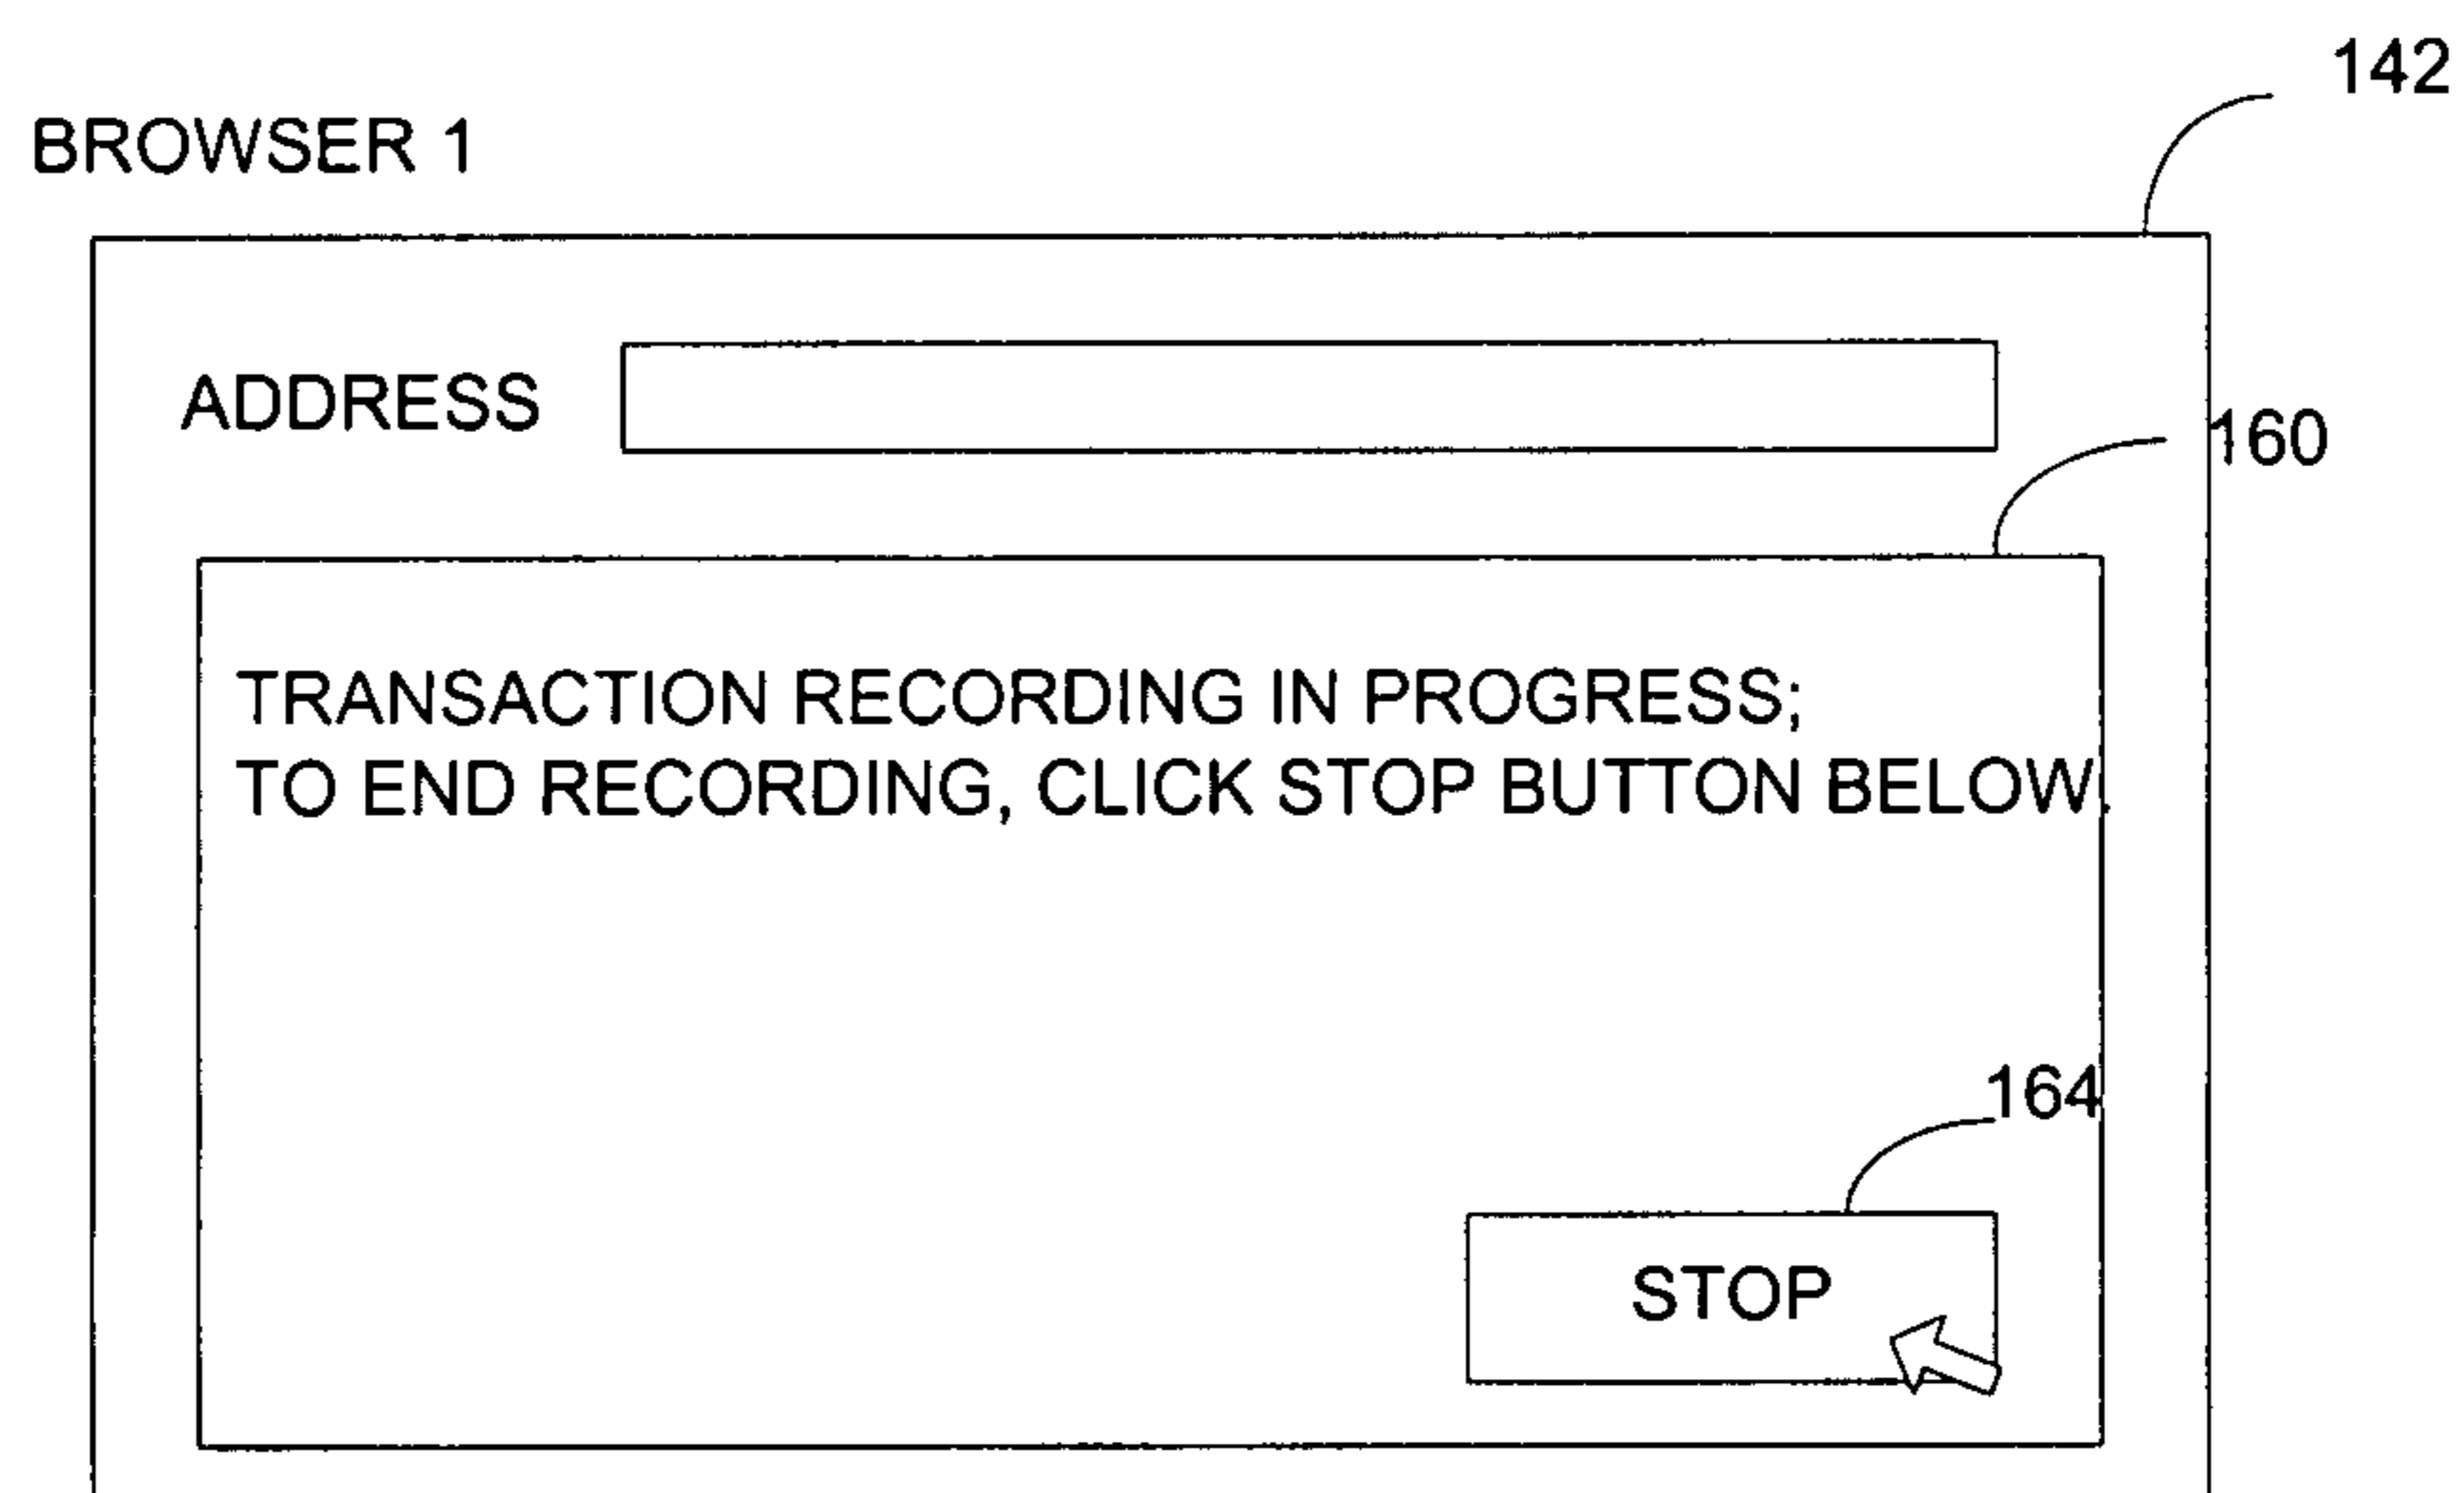 142
BROWSER 1
ADDRESS
160
TRANSACTION RECORDING IN PROGRESS;
TO END RECORDING, CLICK STOP BUTTON BELOW.
164
STOP